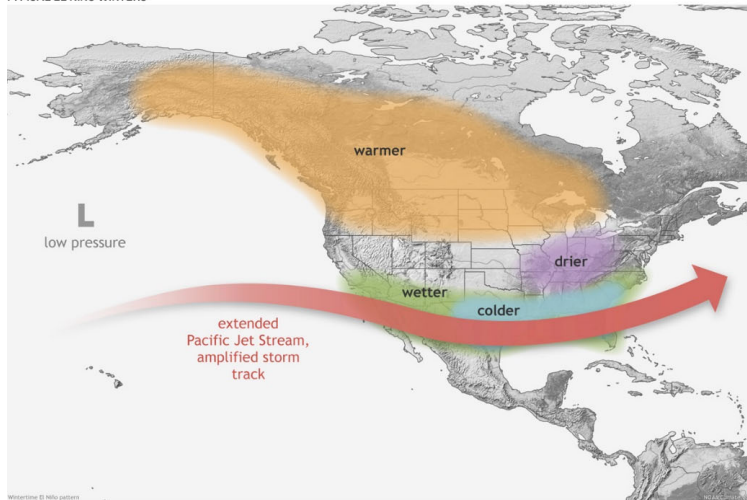 warmer
L
low pressure
drier
wetter
colder
extended
Pacific Jet Stream,
amplified storm
track
Wintertime El Niño pattern